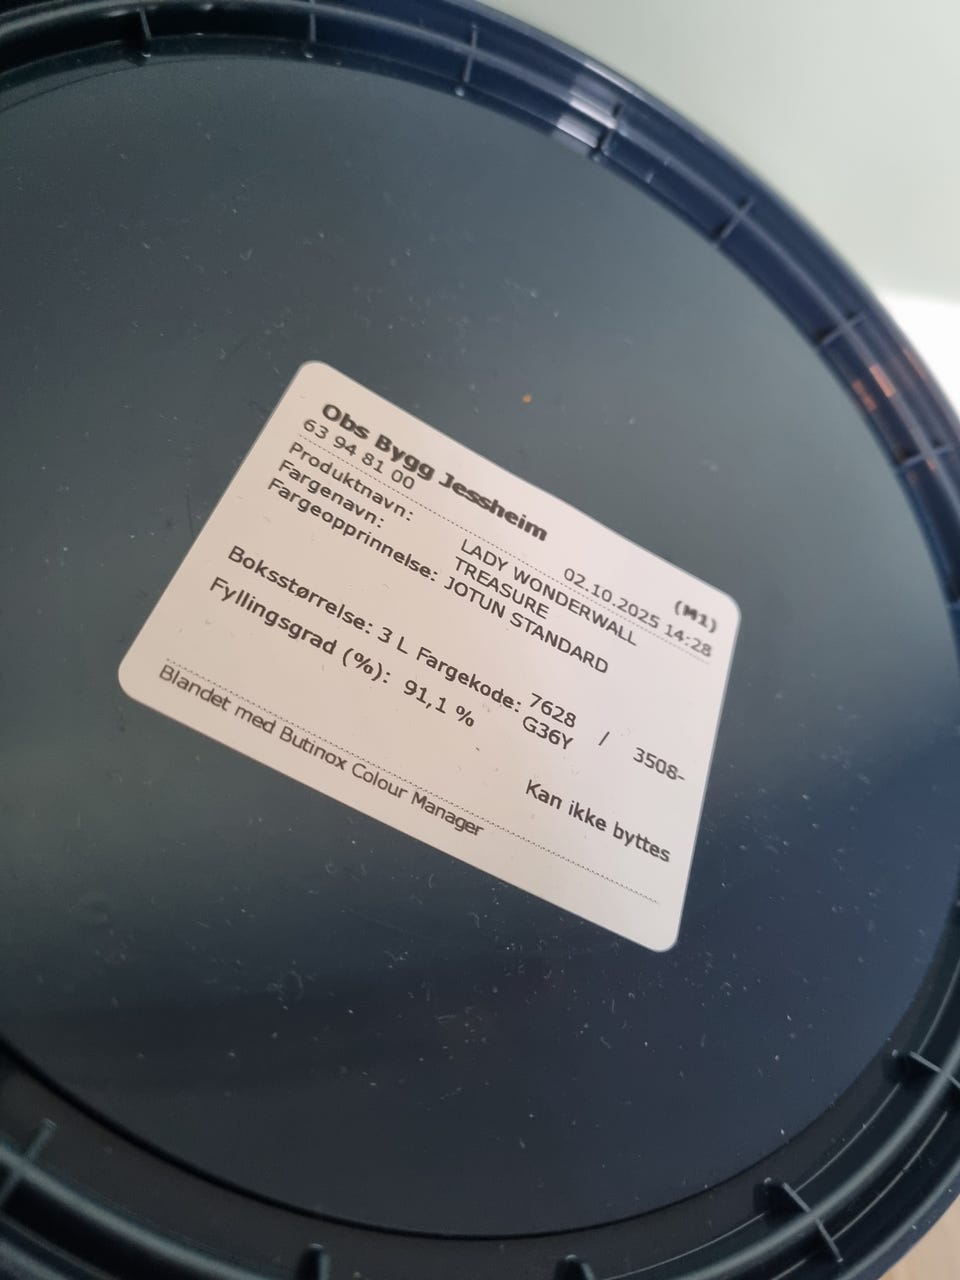 Obs Bygg Jessheim (M1)
63 94 81 00 02.10.2025 14:28
Produktnavn: LADY WONDERWALL
Fargenavn: TREASURE
Fargeopprinnelse: JOTUN STANDARD
Boksstørrelse: 3 L Fargekode: 7628 / 3508-
G36Y
Fyllingsgrad (%): 91,1 %
Kan ikke byttes
Blandet med Butinox Colour Manager